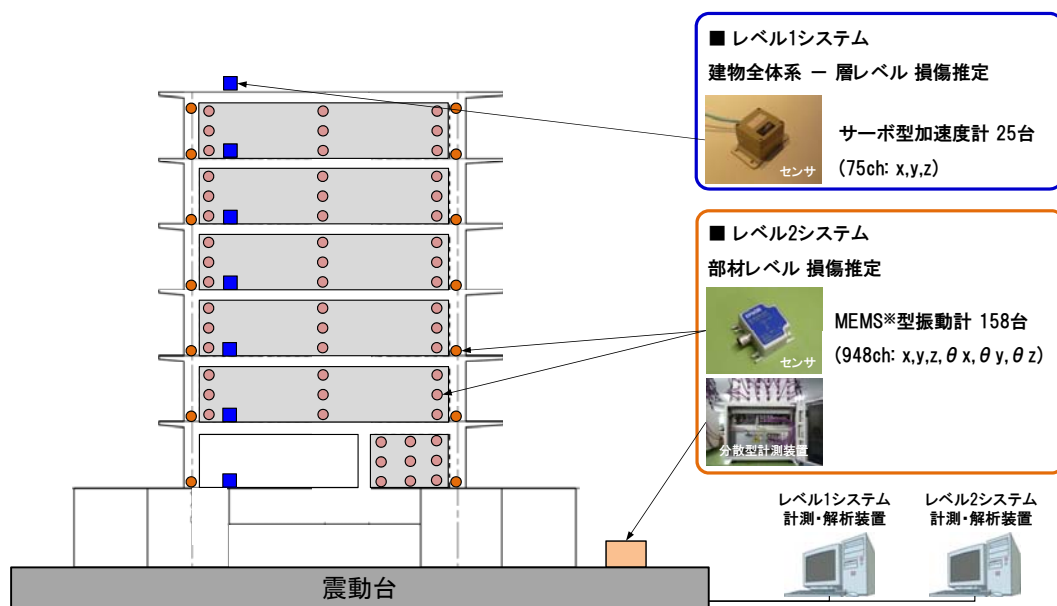 ■ レベル1システム
建物全体系 － 層レベル 損傷推定
サーボ型加速度計 25台
(75ch: x,y,z)
センサ
■ レベル2システム
部材レベル 損傷推定
MEMS※型振動計 158台
(948ch: x,y,z,θx,θy,θz)
センサ
分散型計測装置
レベル1システム
計測・解析装置
レベル2システム
計測・解析装置
震動台